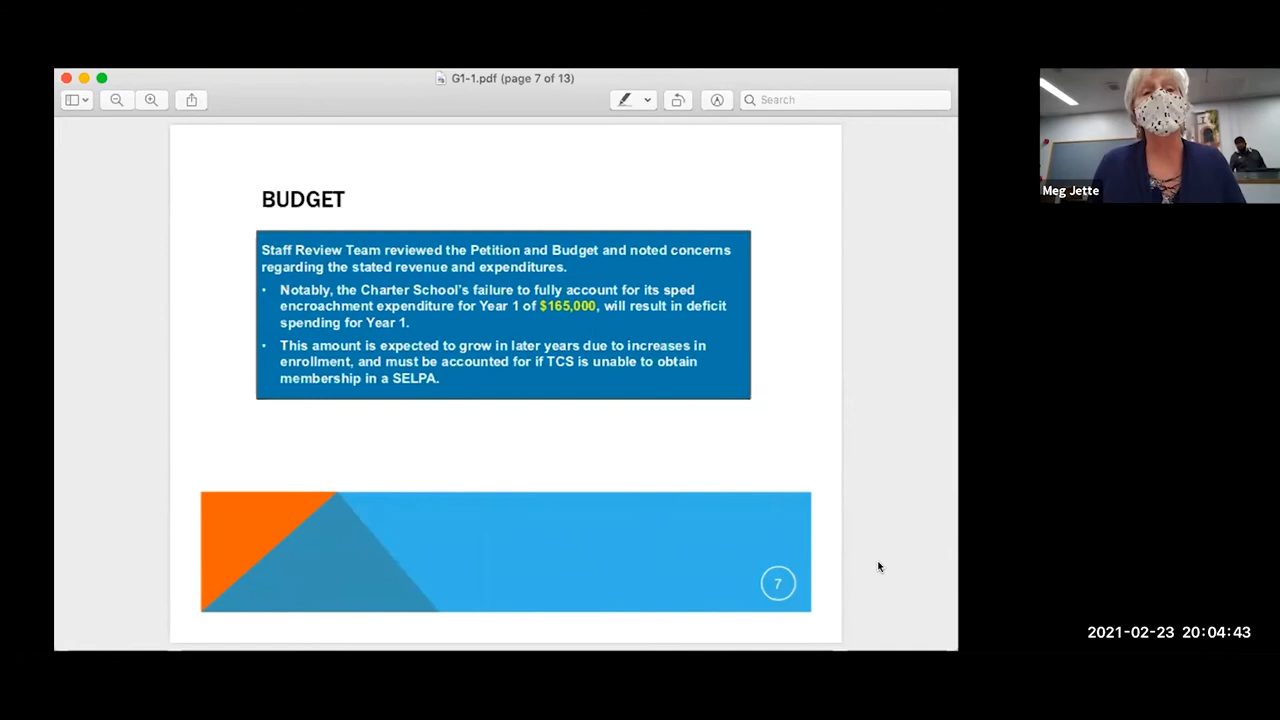 G1-1.pdf (page 7 of 13)
Search
BUDGET
Staff Review Team reviewed the Petition and Budget and noted concerns
regarding the stated revenue and expenditures.
• Notably, the Charter School's failure to fully account for its sped
encroachment expenditure for Year 1 of $165,000, will result in deficit
spending for Year 1.
• This amount is expected to grow in later years due to increases in
enrollment, and must be accounted for if TCS is unable to obtain
membership in a SELPA.
7
Meg Jette
2021-02-23 20:04:43